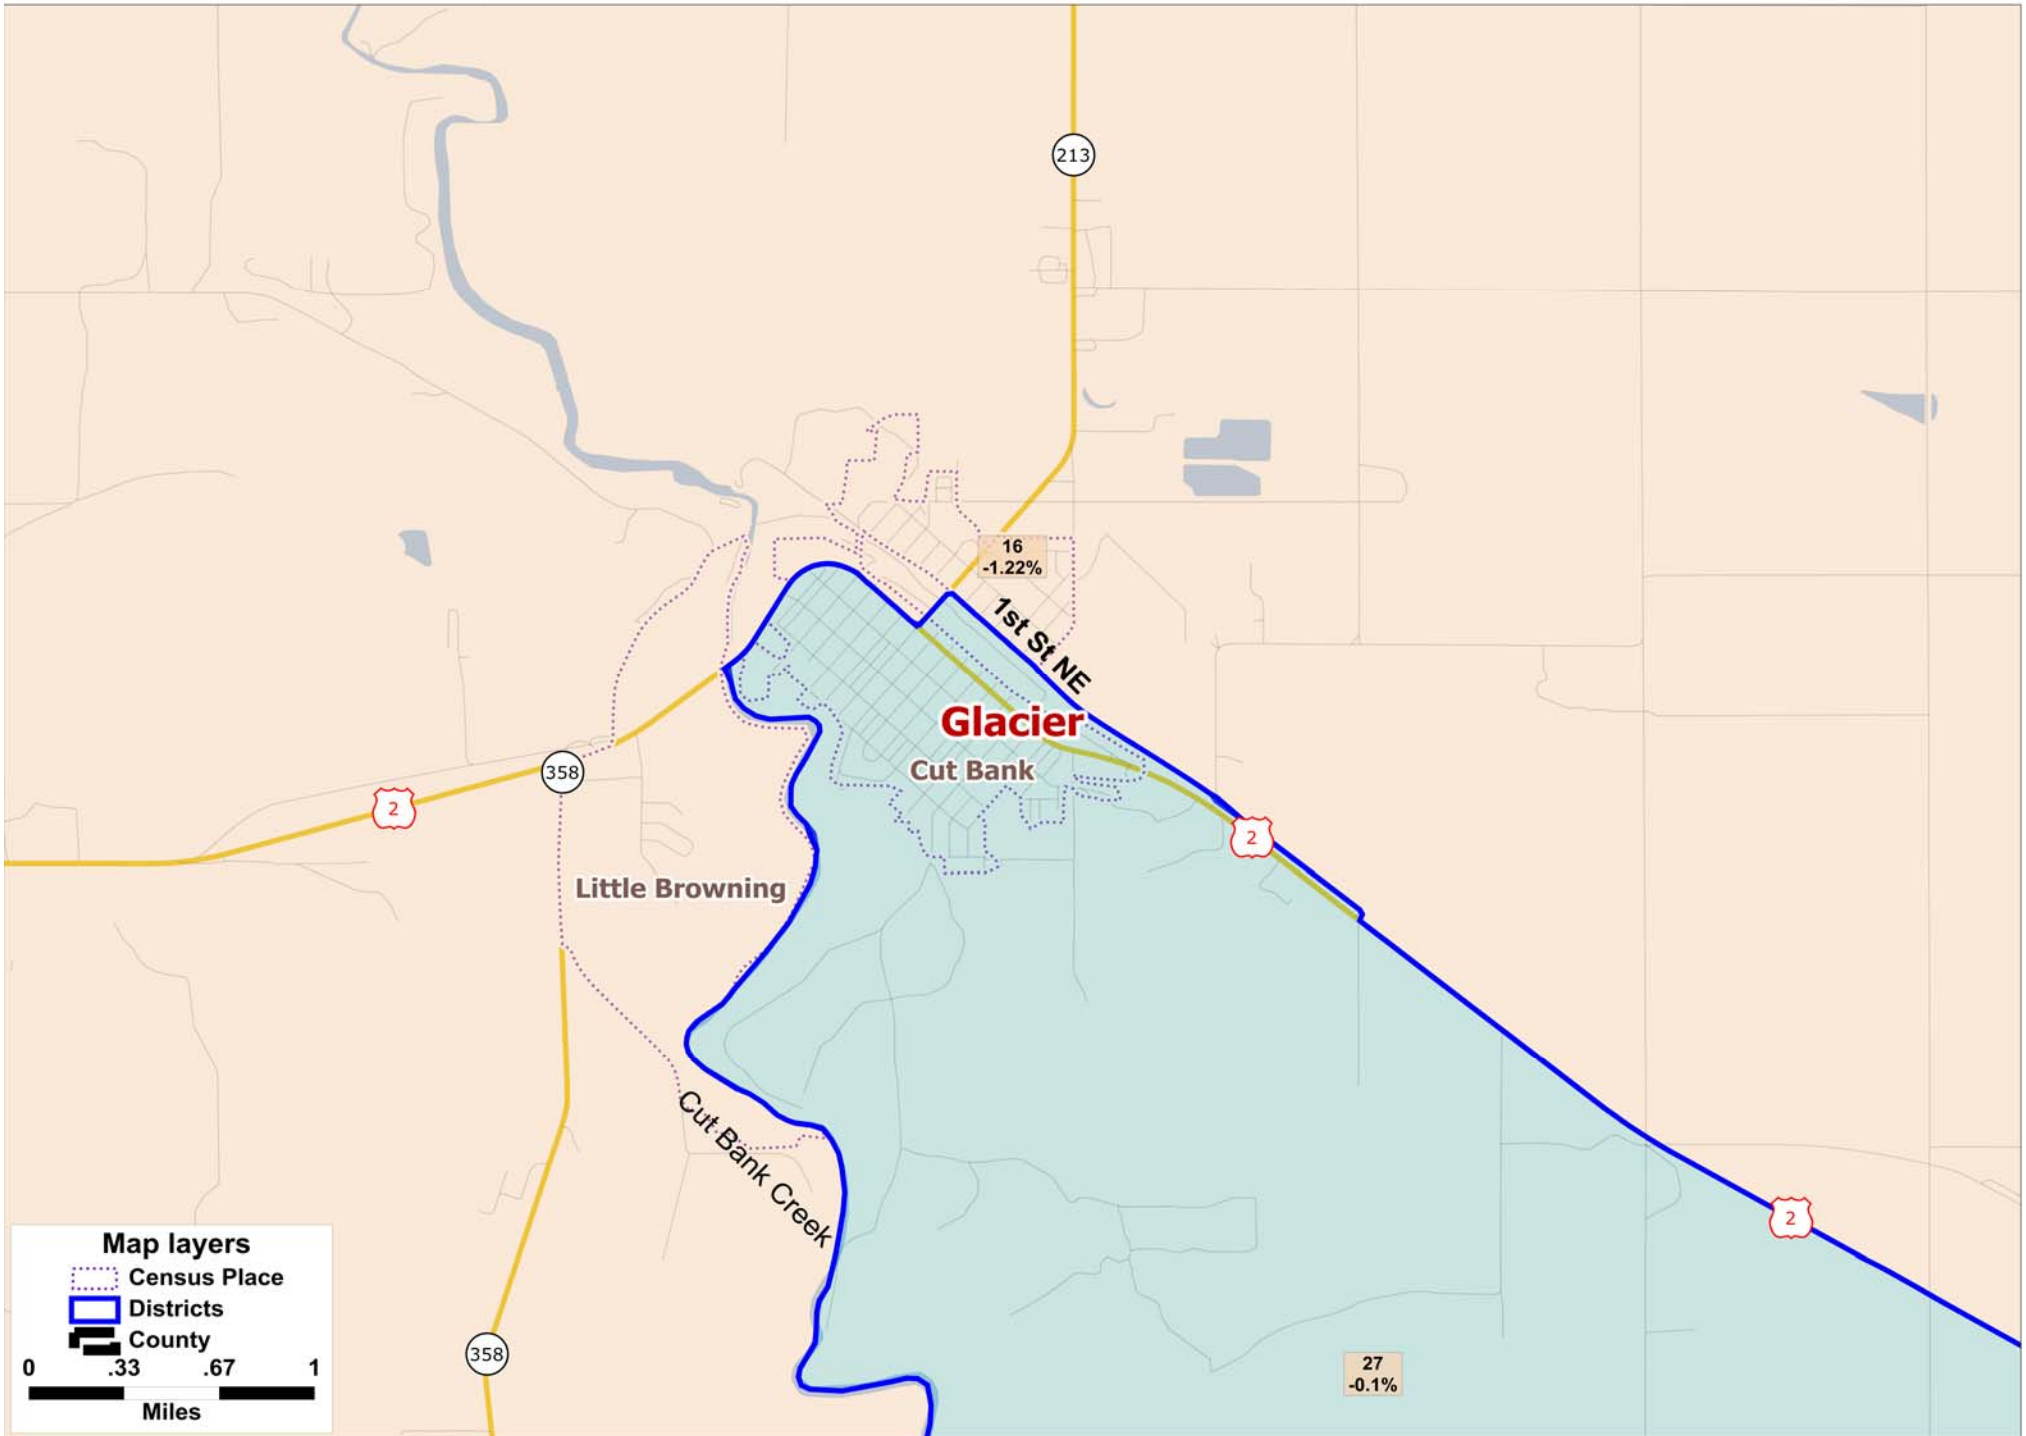 213
16
-1.22%
1st St NE
Glacier
Cut Bank
358
2
2
Little Browning
Cut Bank Creek
2
358
27
-0.1%
Map layers
Census Place
Districts
County
0 .33 .67 1
Miles